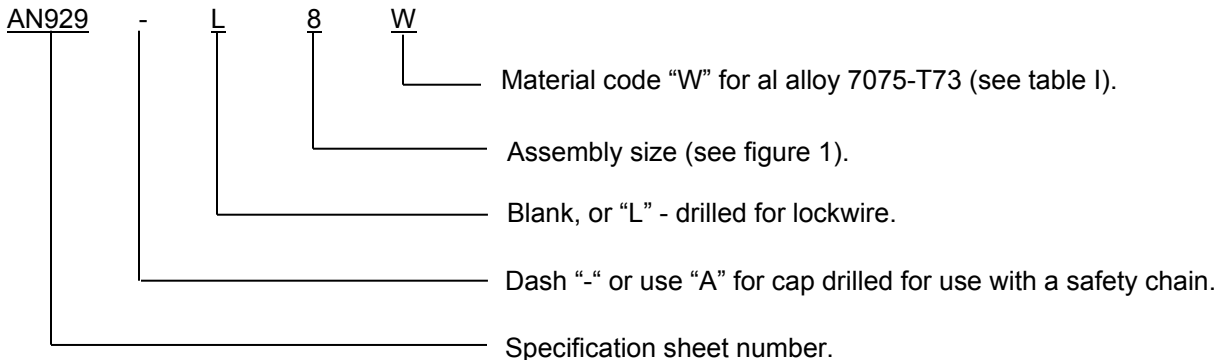 AN929 - L 8 W
Material code “W” for al alloy 7075-T73 (see table I).
Assembly size (see figure 1).
Blank, or “L” - drilled for lockwire.
Dash “-“ or use “A” for cap drilled for use with a safety chain.
Specification sheet number.